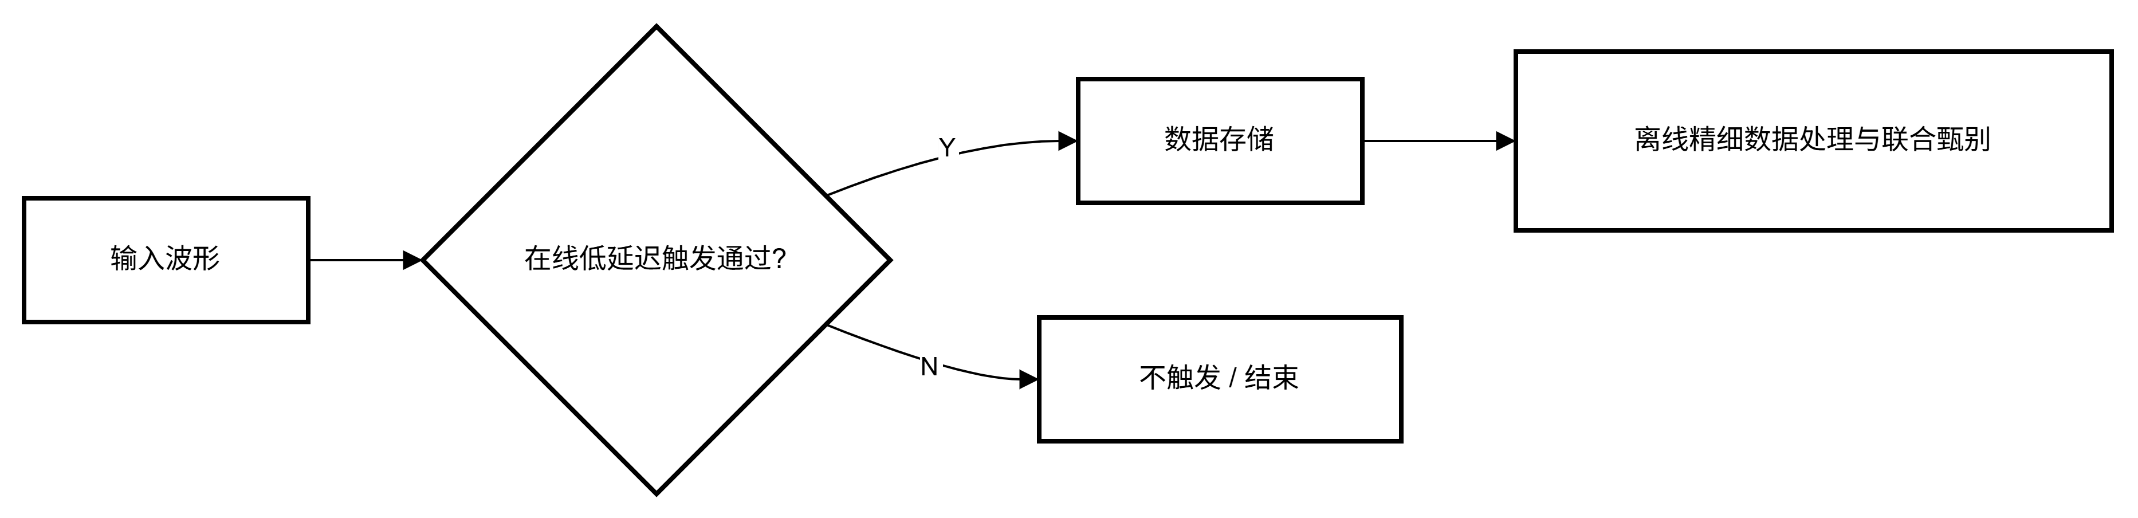 输入波形
在线低延迟触发通过?
Y
数据存储
离线精细数据处理与联合甄别
N
不触发 / 结束